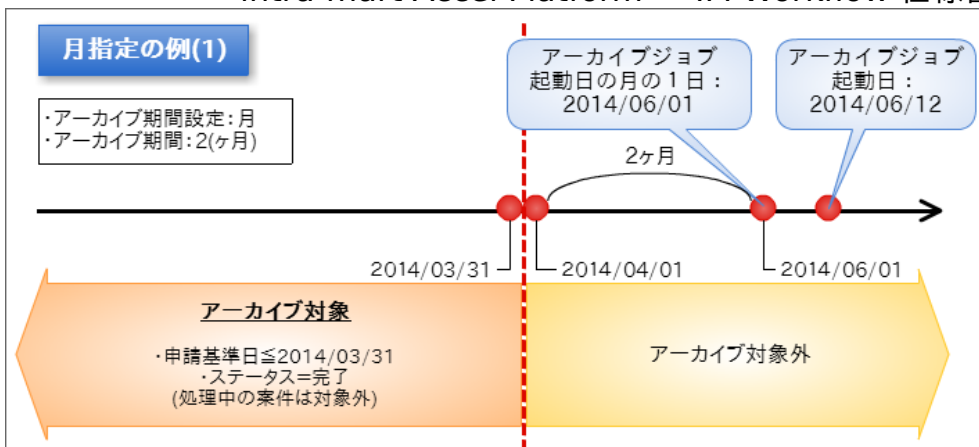 月指定の例(1)
・アーカイブ期間設定:月
・アーカイブ期間:2(ヶ月)
アーカイブジョブ
起動日の月の1日:
2014/06/01
アーカイブジョブ
起動日:
2014/06/12
2ヶ月
2014/03/31
2014/04/01
2014/06/01
アーカイブ対象
・申請基準日≦2014/03/31
・ステータス=完了
(処理中の案件は対象外)
アーカイブ対象外